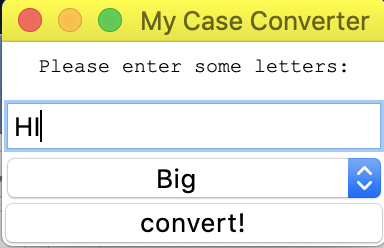 My Case Converter
Please enter some letters:
HI
Big
convert!